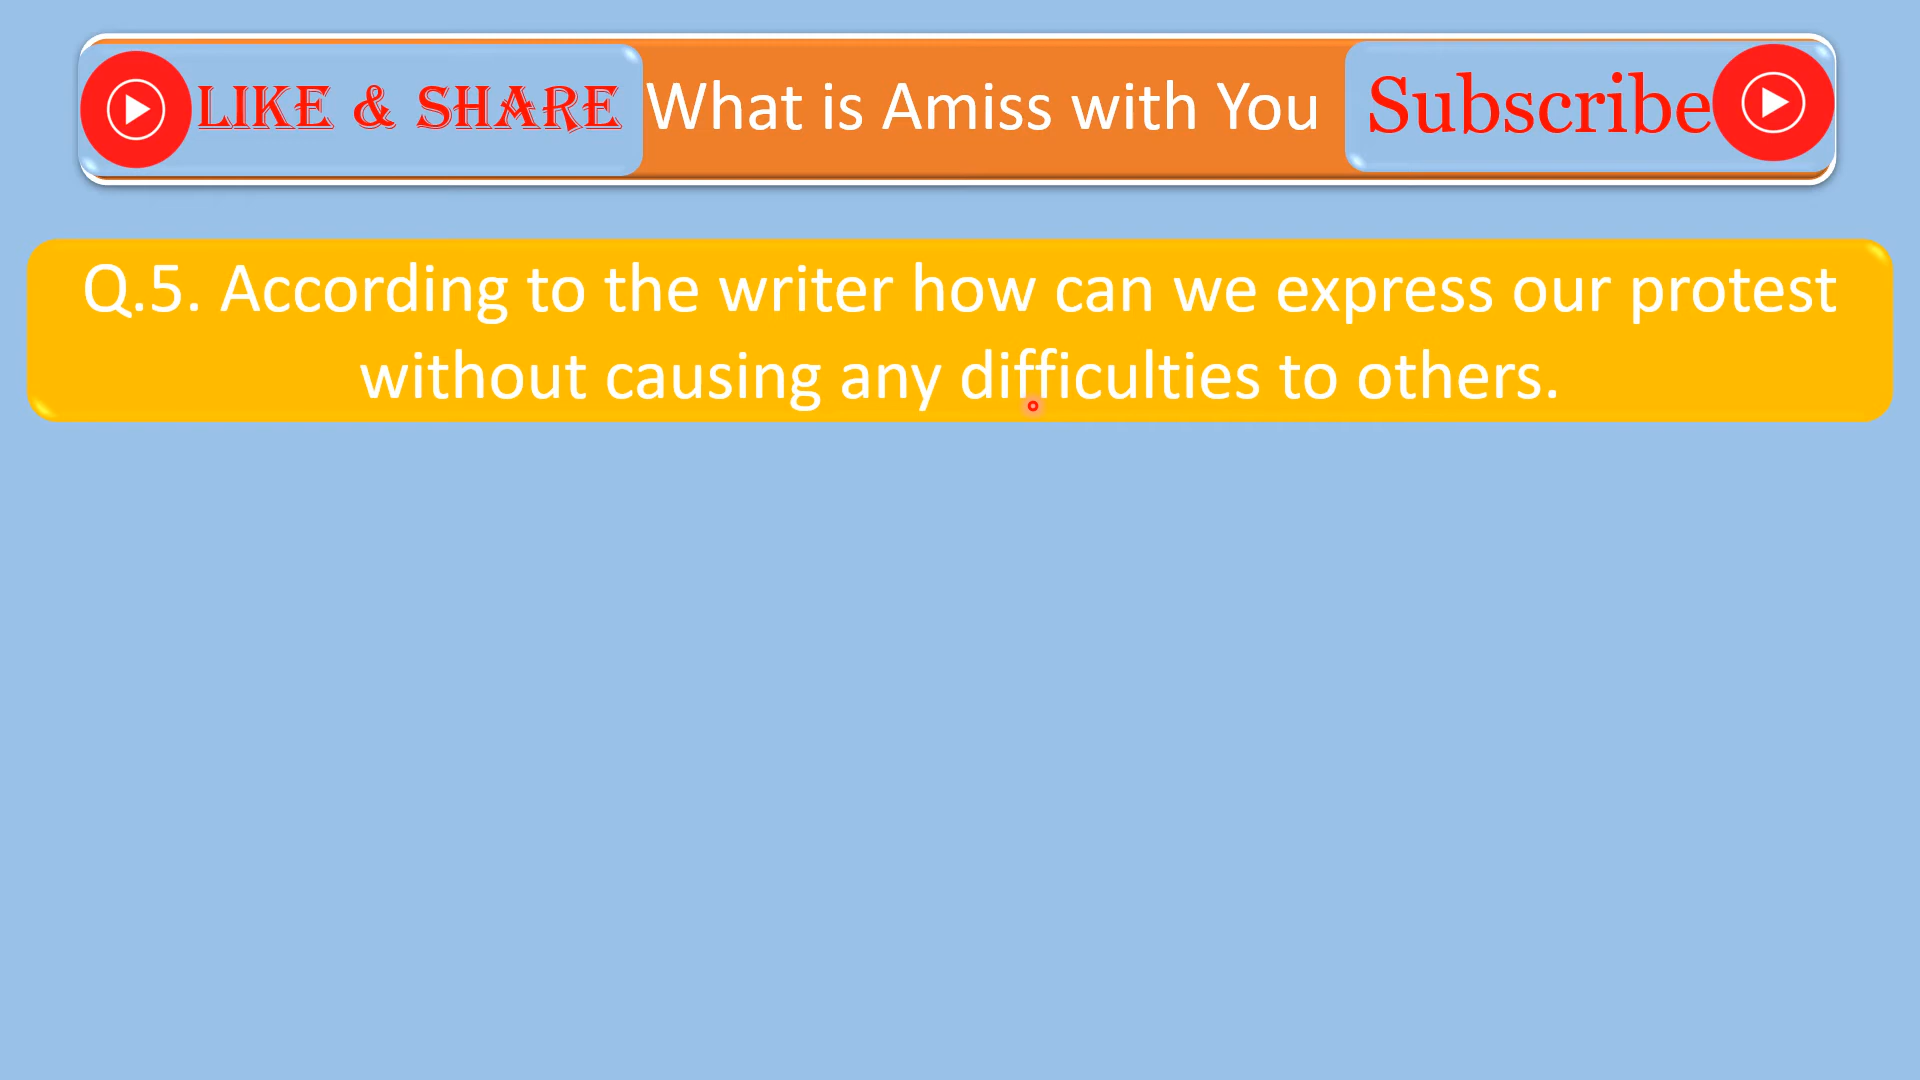 LIKE & SHARE
What is Amiss with You
Subscribe
Q.5. According to the writer how can we express our protest
without causing any difficulties to others.